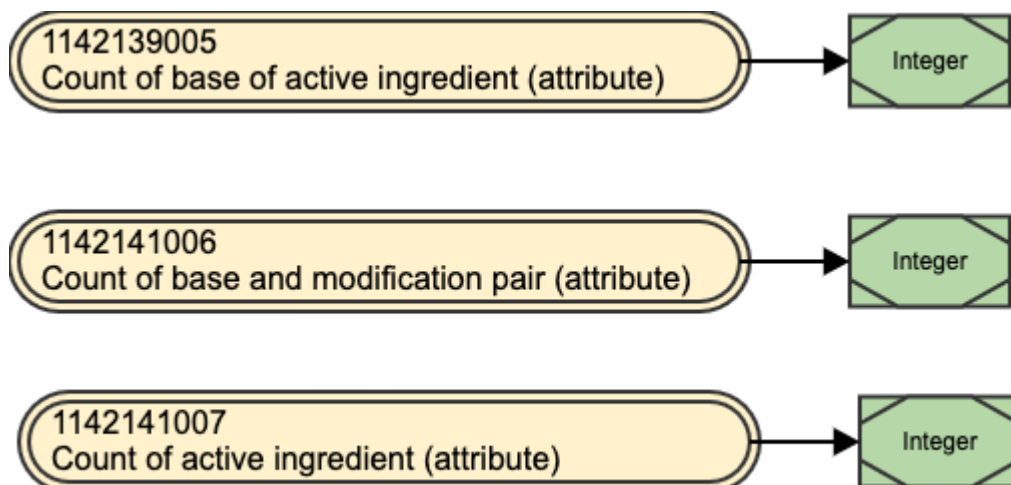 1142139005
Count of base of active ingredient (attribute)
Integer
1142141006
Count of base and modification pair (attribute)
Integer
1142141007
Count of active ingredient (attribute)
Integer